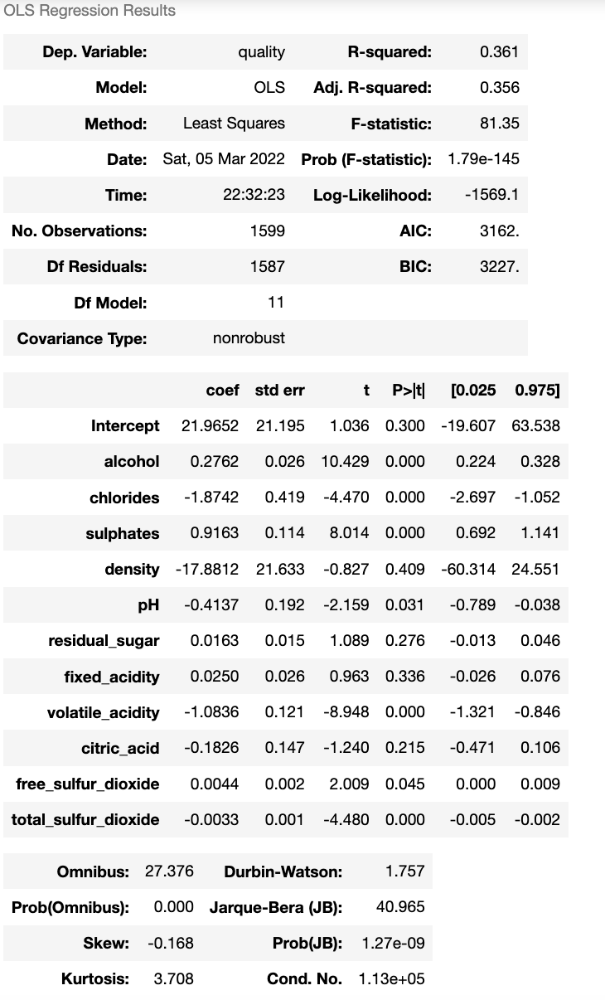 OLS Regression Results
Dep. Variable: quality R-squared: 0.361
Model: OLS Adj. R-squared: 0.356
Method: Least Squares F-statistic: 81.35
Date: Sat, 05 Mar 2022 Prob (F-statistic): 1.79e-145
Time: 22:32:23 Log-Likelihood: -1569.1
No. Observations: 1599 AIC: 3162.
Df Residuals: 1587 BIC: 3227.
Df Model: 11
Covariance Type: nonrobust
coef std err t P>|t| [0.025 0.975]
Intercept 21.9652 21.195 1.036 0.300 -19.607 63.538
alcohol 0.2762 0.026 10.429 0.000 0.224 0.328
chlorides -1.8742 0.419 -4.470 0.000 -2.697 -1.052
sulphates 0.9163 0.114 8.014 0.000 0.692 1.141
density -17.8812 21.633 -0.827 0.409 -60.314 24.551
pH -0.4137 0.192 -2.159 0.031 -0.789 -0.038
residual_sugar 0.0163 0.015 1.089 0.276 -0.013 0.046
fixed_acidity 0.0250 0.026 0.963 0.336 -0.026 0.076
volatile_acidity -1.0836 0.121 -8.948 0.000 -1.321 -0.846
citric_acid -0.1826 0.147 -1.240 0.215 -0.471 0.106
free_sulfur_dioxide 0.0044 0.002 2.009 0.045 0.000 0.009
total_sulfur_dioxide -0.0033 0.001 -4.480 0.000 -0.005 -0.002
Omnibus: 27.376 Durbin-Watson: 1.757
Prob(Omnibus): 0.000 Jarque-Bera (JB): 40.965
Skew: -0.168 Prob(JB): 1.27e-09
Kurtosis: 3.708 Cond. No. 1.13e+05